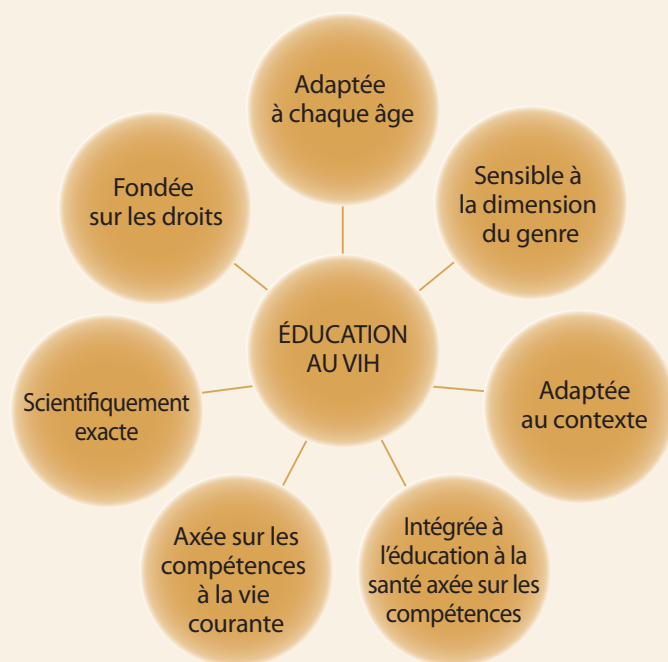 Adaptée
à chaque âge
Fondée
sur les droits
Sensible à
la dimension
du genre
ÉDUCATION
AU VIH
Scientifiquement
exacte
Adaptée
au contexte
Axée sur les
compétences
à la vie
courante
Intégrée à
l'éducation à la
santé axée sur les
compétences